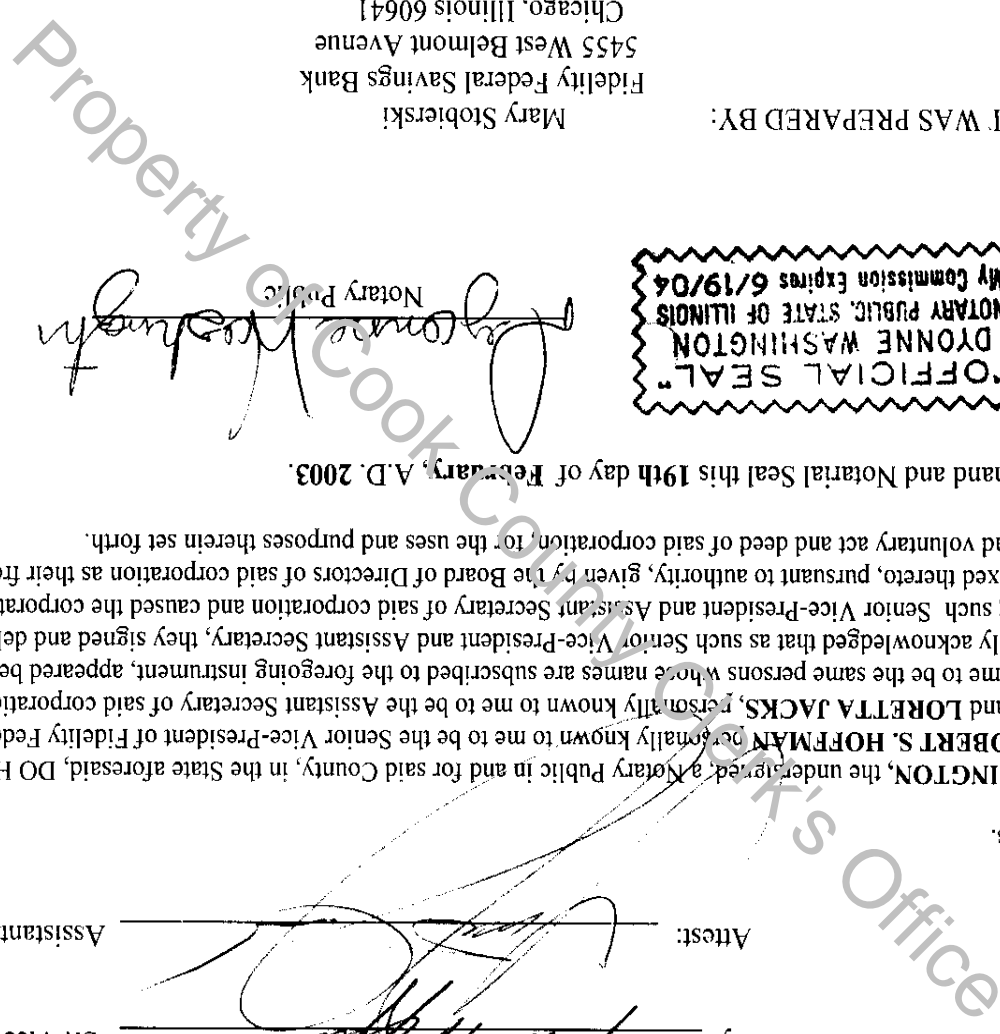 Attest:
Assistant
INGTON, the undersigned, a Notary Public in and for said County, in the State aforesaid, DO H
OBERT S. HOFFMAN personally known to me to be the Senior Vice-President of Fidelity Fede
and LORETTA JACKS, personally known to me to be the Assistant Secretary of said corporatio
me to be the same persons whose names are subscribed to the foregoing instrument, appeared be
ly acknowledged that as such Senior Vice-President and Assistant Secretary, they signed and del
such Senior Vice-President and Assistant Secretary of said corporation and caused the corporat
xed thereto, pursuant to authority, given by the Board of Directors of said corporation as their fr
nd voluntary act and deed of said corporation, for the uses and purposes therein set forth.
hand and Notarial Seal this 19th day of February, A.D. 2003.
"OFFICIAL SEAL"
DYONNE WASHINGTON
NOTARY PUBLIC, STATE OF ILLINOIS
My Commission Expires 6/19/04
Dyonne Washington
Notary Public
T WAS PREPARED BY:
Mary Stobierski
Fidelity Federal Savings Bank
5455 West Belmont Avenue
Chicago, Illinois 60641
Property of Cook County Clerk's Office